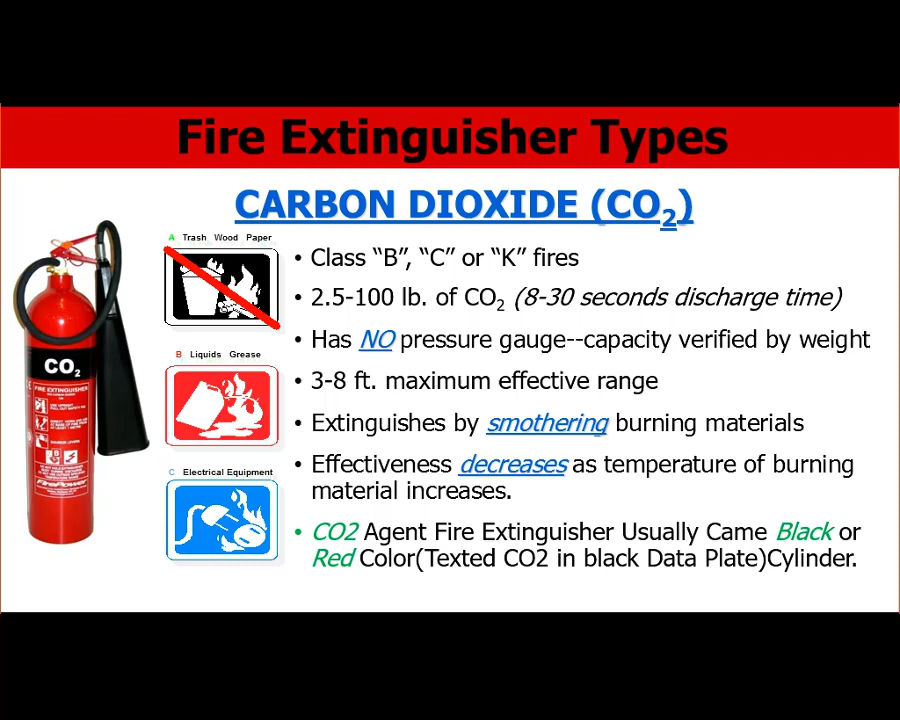 Fire Extinguisher Types
CARBON DIOXIDE (CO2)
A Trash Wood Paper
• Class “B”, “C” or “K” fires
• 2.5-100 lb. of CO2 (8-30 seconds discharge time)
• Has NO pressure gauge--capacity verified by weight
B Liquids Grease
• 3-8 ft. maximum effective range
• Extinguishes by smothering burning materials
C Electrical Equipment
• Effectiveness decreases as temperature of burning
material increases.
• CO2 Agent Fire Extinguisher Usually Came Black or
Red Color(Texted CO2 in black Data Plate)Cylinder.
CO2
FIRE EXTINGUISHER
B
FirePower